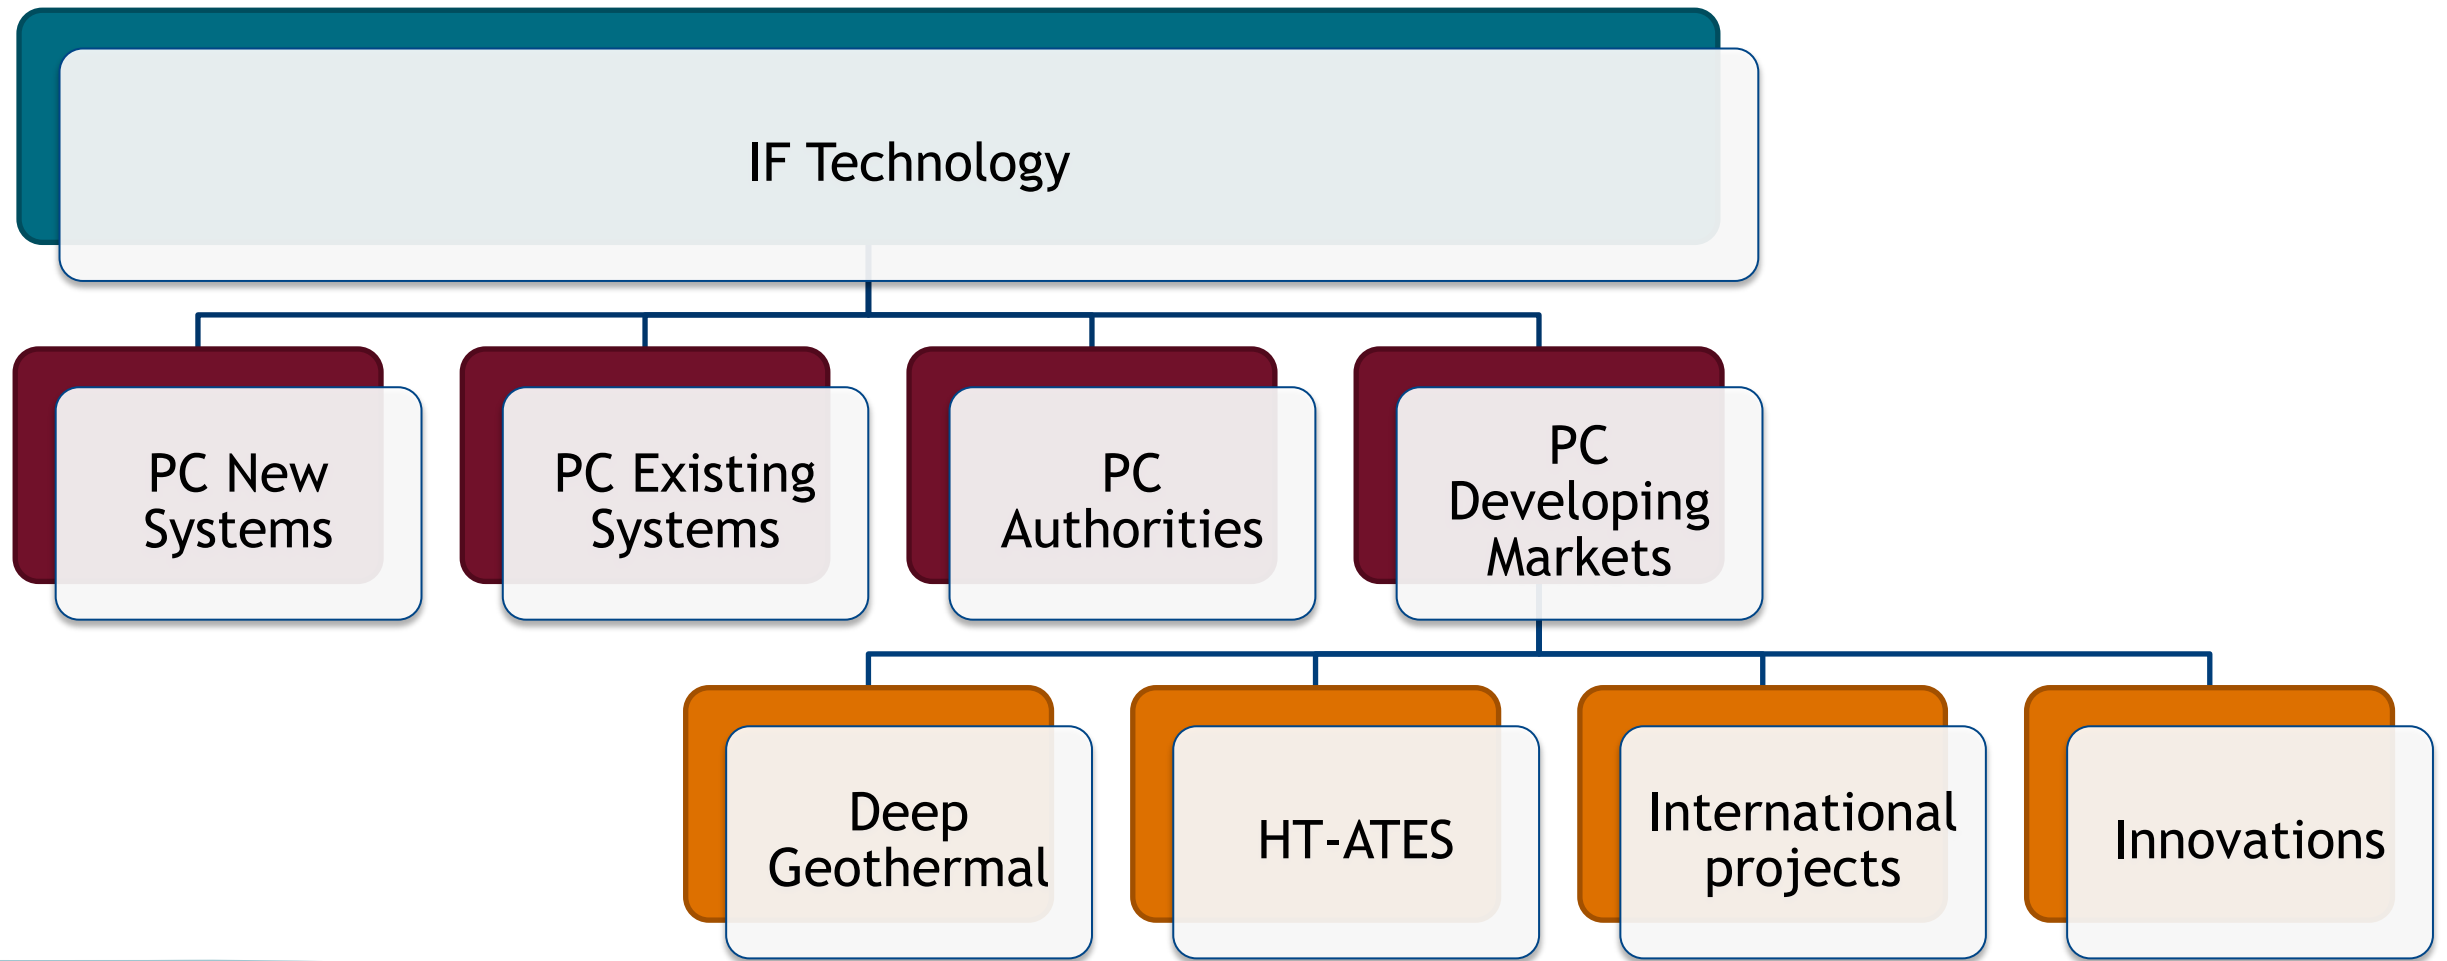 IF Technology
PC New
Systems
PC Existing
Systems
PC
Authorities
PC
Developing
Markets
Deep
Geothermal
HT-ATES
International
projects
Innovations